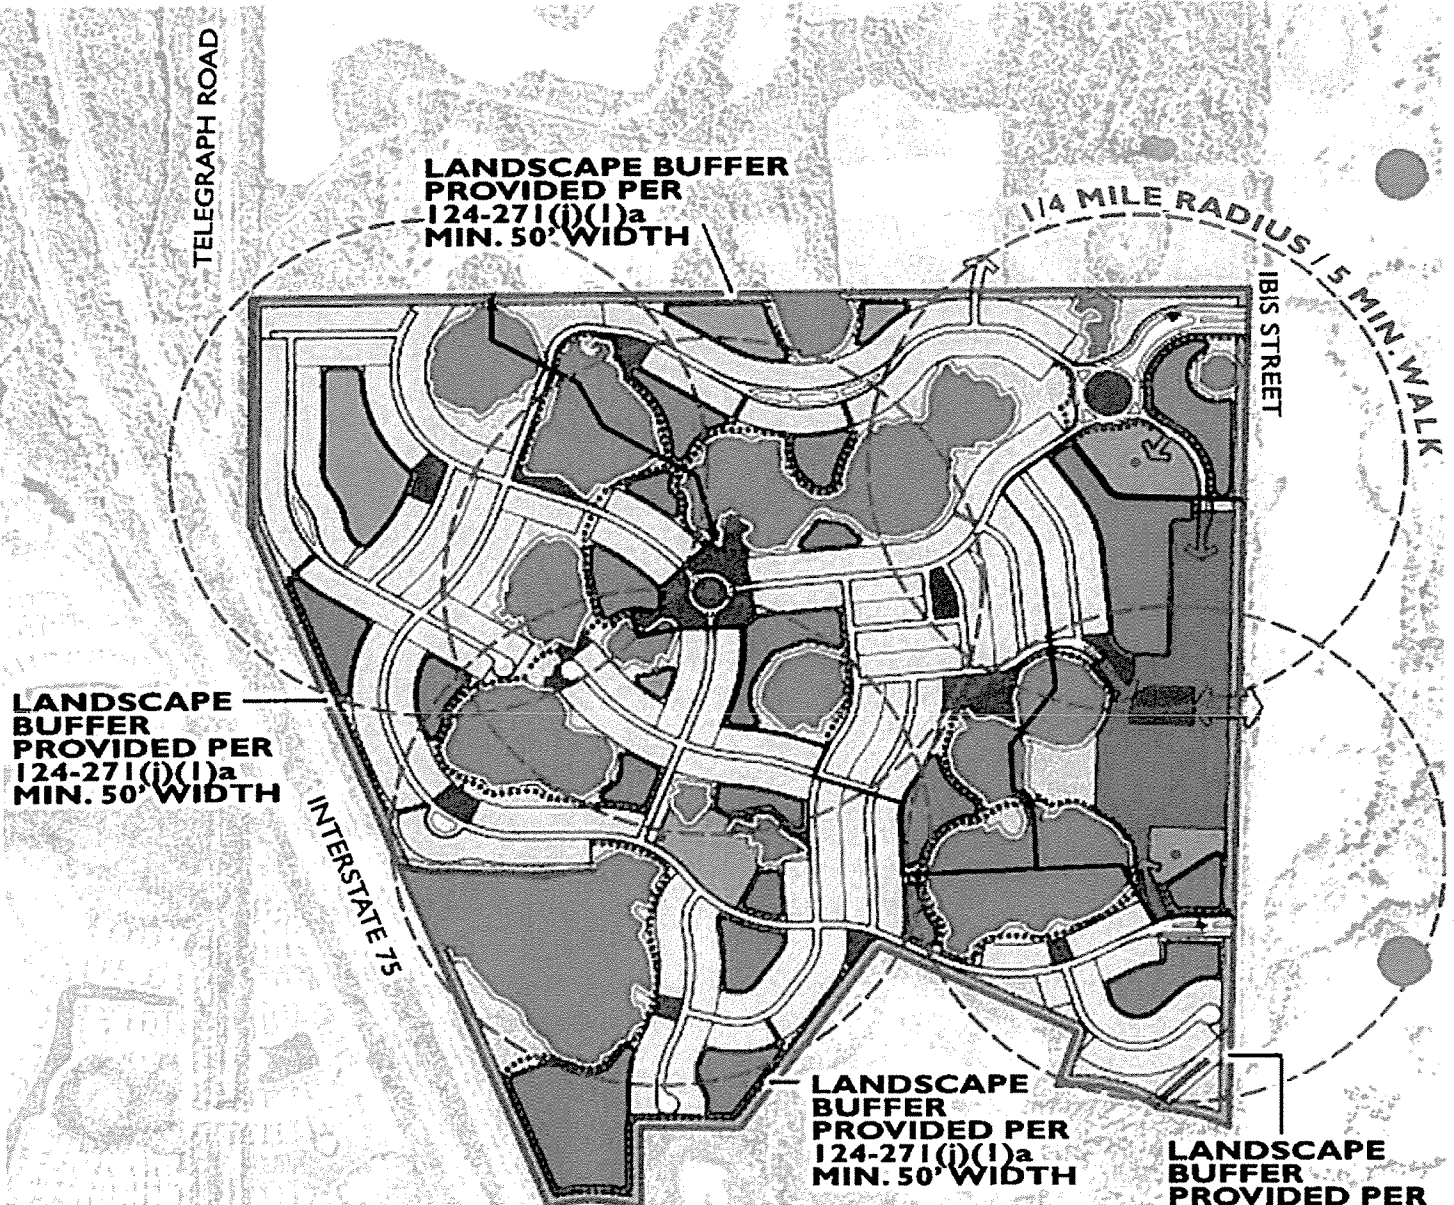 TELEGRAPH ROAD
LANDSCAPE BUFFER
PROVIDED PER
124-271(j)(1)a
MIN. 50' WIDTH
1/4 MILE RADIUS / 5 MIN. WALK
IBIS STREET
LANDSCAPE
BUFFER
PROVIDED PER
124-271(j)(1)a
MIN. 50' WIDTH
INTERSTATE 75
LANDSCAPE
BUFFER
PROVIDED PER
124-271(j)(1)a
MIN. 50' WIDTH
LANDSCAPE
BUFFER
PROVIDED PER